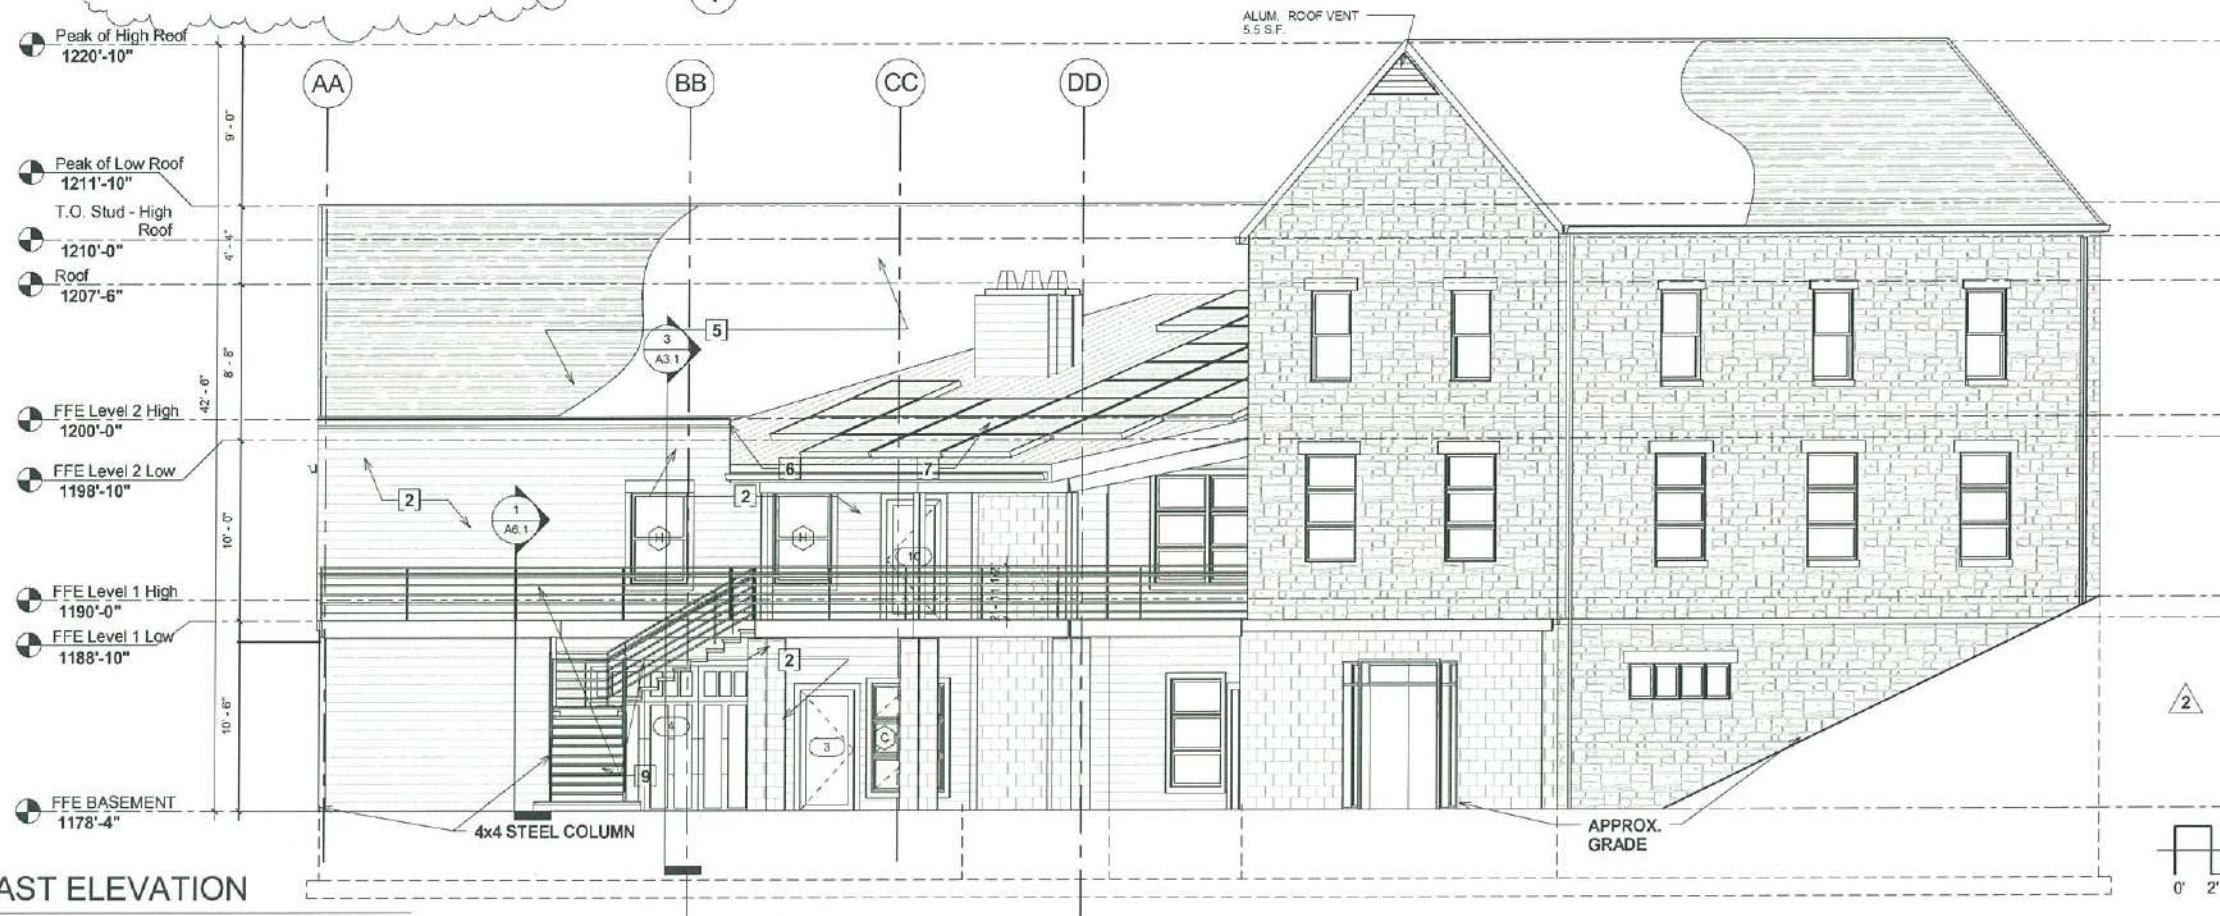 ALUM. ROOF VENT
5.5 S.F.
Peak of High Roof
1220'-10"
AA
BB
CC
DD
9' - 0"
Peak of Low Roof
1211'-10"
T.O. Stud - High
Roof
1210'-0"
4' - 4"
Roof
1207'-6"
5
3
A3.1
8' - 8"
42' - 6"
FFE Level 2 High
1200'-0"
FFE Level 2 Low
1198'-10"
6
7
2
2
1
A6.1
H
H
10
10' - 0"
FFE Level 1 High
1190'-0"
FFE Level 1 Low
1188'-10"
2
2
10' - 6"
4
3
C
9
FFE BASEMENT
1178'-4"
4x4 STEEL COLUMN
APPROX.
GRADE
AST ELEVATION
0' 2'